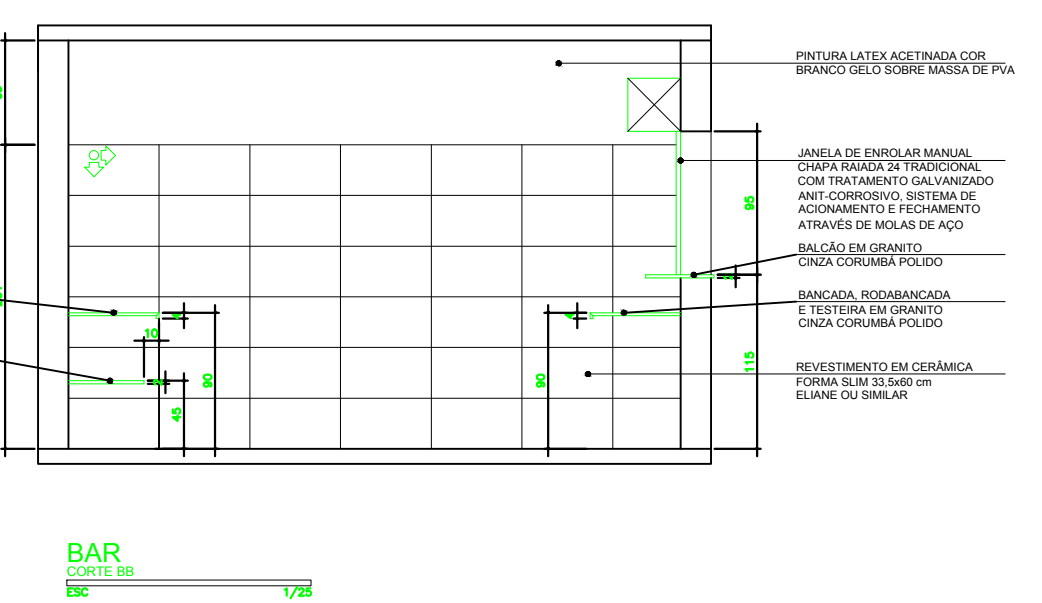 PINTURA LATEX ACETINADA COR
BRANCO GELO SOBRE MASSA DE PVA
JANELA DE ENROLAR MANUAL
CHAPA RAIADA 24 TRADICIONAL
COM TRATAMENTO GALVANIZADO
ANIT-CORROSIVO, SISTEMA DE
ACIONAMENTO E FECHAMENTO
ATRAVÉS DE MOLAS DE AÇO
95
BALCÃO EM GRANITO
CINZA CORUMBÁ POLIDO
BANCADA, RODABANCADA
E TESTEIRA EM GRANITO
CINZA CORUMBÁ POLIDO
10
90
45
90
115
REVESTIMENTO EM CERÂMICA
FORMA SLIM 33,5x60 cm
ELIANE OU SIMILAR
BAR
CORTE BB
ESC 1/25